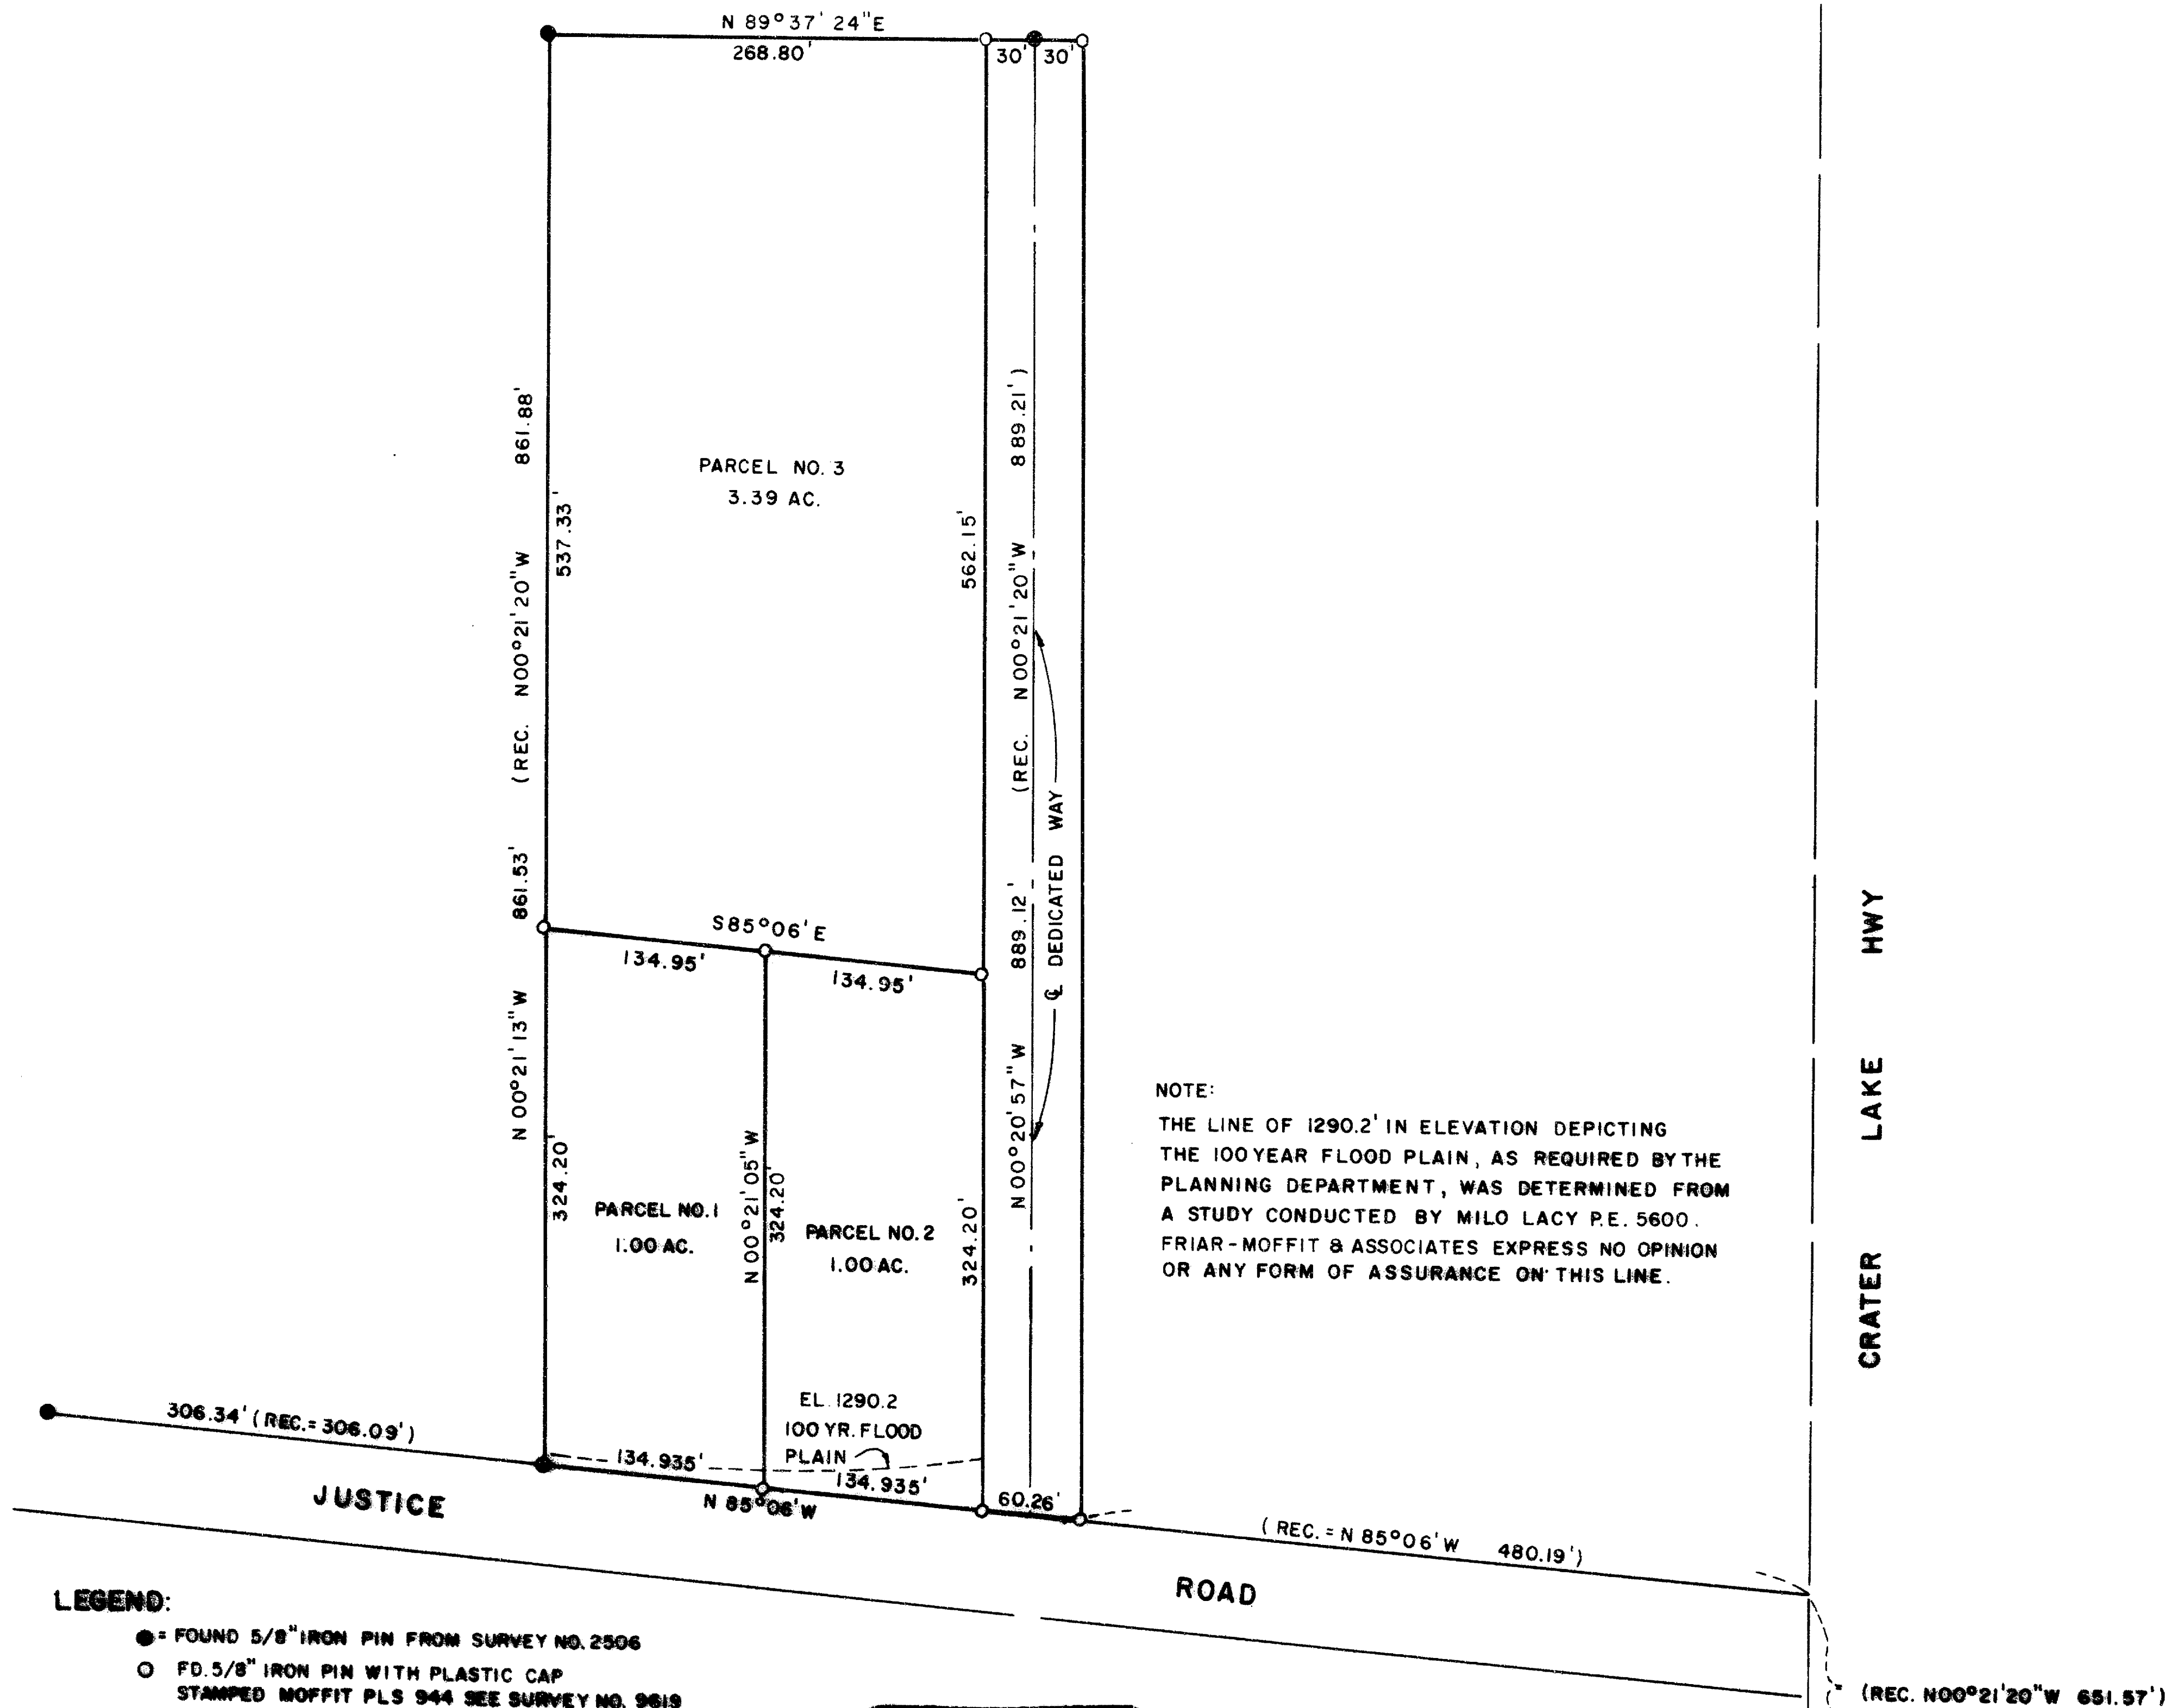 N 89°37' 24"E
268.80'
30' 30'
861.88'
(REC. N00°21'20"W
537.33'
861.53'
N 00°21'13"W
324.20'
PARCEL NO. 3
3.39 AC.
562.15'
889.21')
(REC. N00°21'20"W
889.12'
N 00°20'57"W
℄ DEDICATED WAY
S85°06'E
134.95'
134.95'
PARCEL NO. 1
1.00 AC.
N 00°21'05"W
324.20'
PARCEL NO. 2
1.00 AC.
324.20'
NOTE:
THE LINE OF 1290.2' IN ELEVATION DEPICTING
THE 100 YEAR FLOOD PLAIN, AS REQUIRED BY THE
PLANNING DEPARTMENT, WAS DETERMINED FROM
A STUDY CONDUCTED BY MILO LACY P.E. 5600.
FRIAR-MOFFIT & ASSOCIATES EXPRESS NO OPINION
OR ANY FORM OF ASSURANCE ON THIS LINE.
CRATER LAKE HWY
EL. 1290.2
100 YR. FLOOD
PLAIN
306.34' (REC.= 306.09')
134.935'
134.935'
N 85°06'W
60.26'
(REC.= N 85°06'W 480.19')
JUSTICE ROAD
LEGEND:
● = FOUND 5/8" IRON PIN FROM SURVEY NO. 2506
○ FD. 5/8" IRON PIN WITH PLASTIC CAP
STAMPED MOFFIT PLS 944 SEE SURVEY NO. 9619
(REC. N00°21'20"W 651.57')